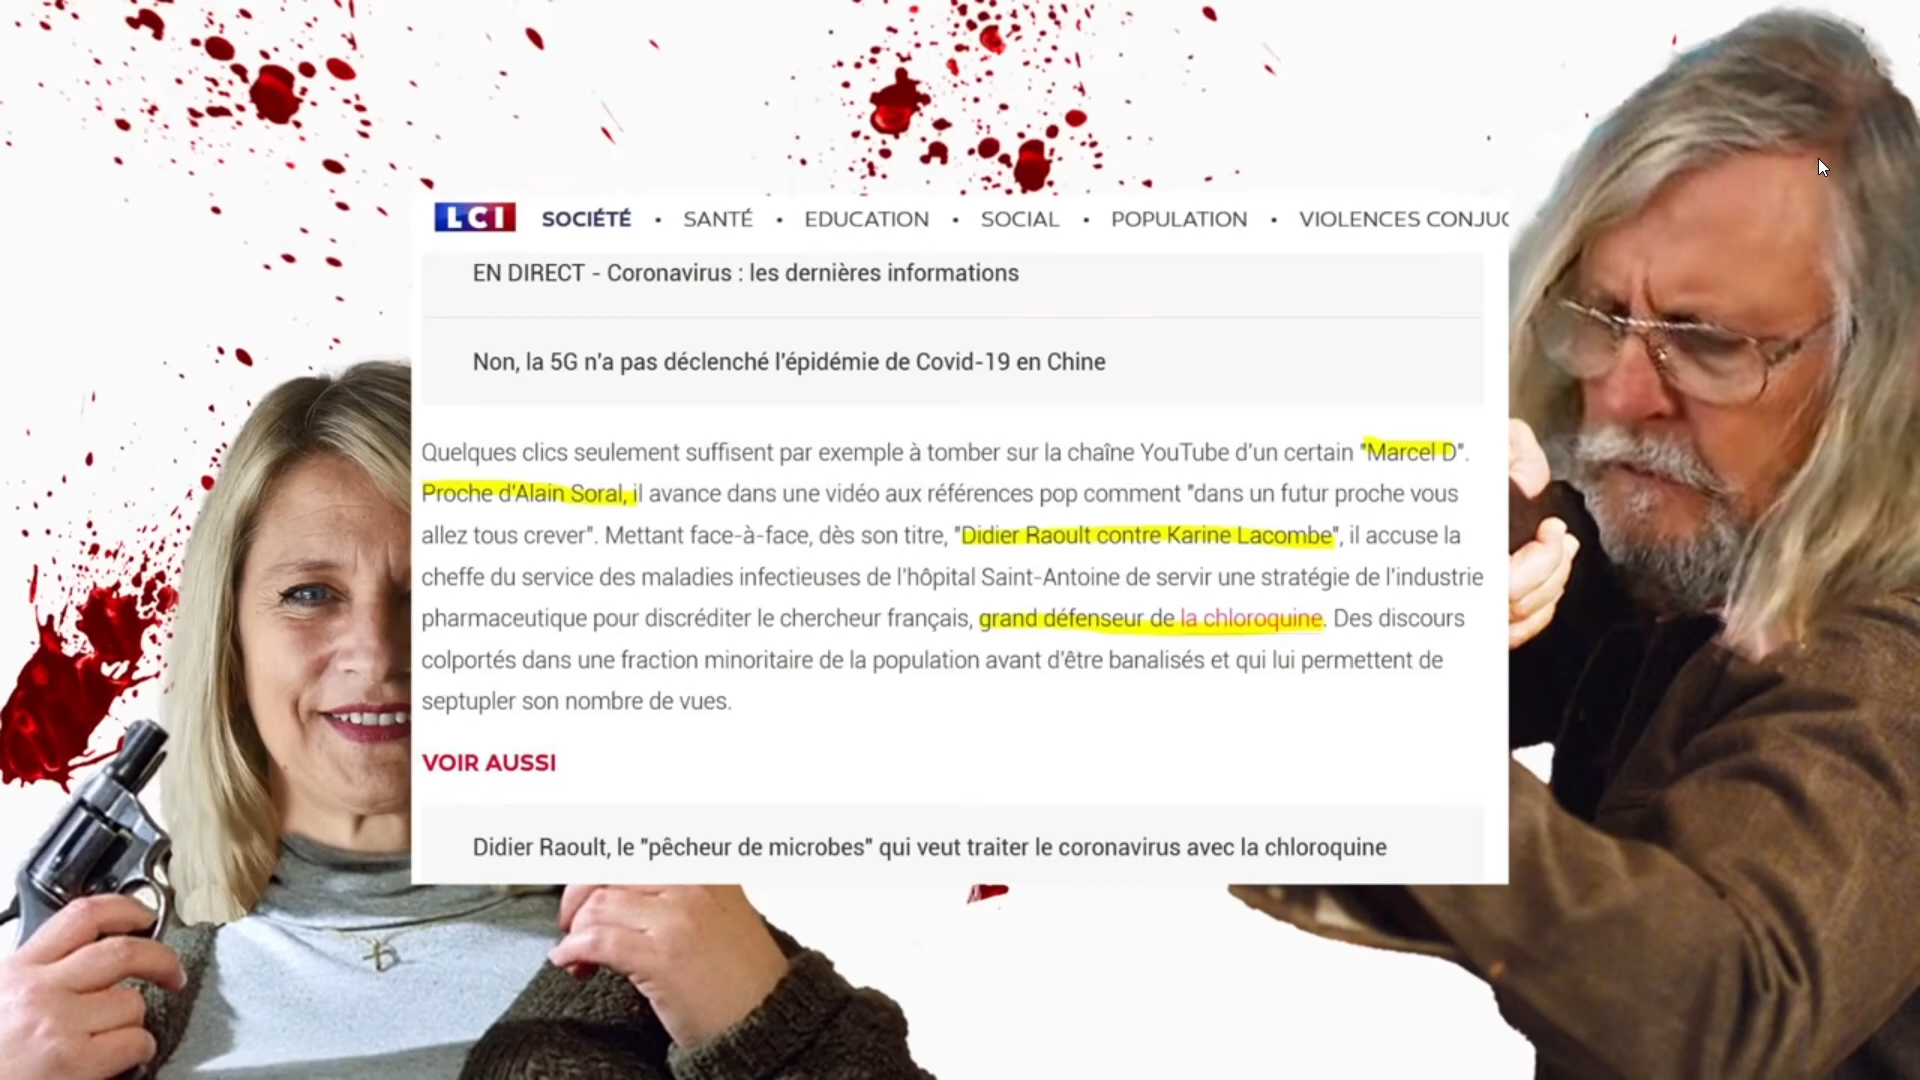 LCI SOCIÉTÉ • SANTÉ • EDUCATION • SOCIAL • POPULATION • VIOLENCES
EN DIRECT - Coronavirus : les dernières informations
Non, la 5G n'a pas déclenché l'épidémie de Covid-19 en Chine
Quelques clics seulement suffisent par exemple à tomber sur la chaîne YouTube d'un certain "Marcel D".
Proche d'Alain Soral, il avance dans une vidéo aux références pop comment "dans un futur proche vous
allez tous crever". Mettant face-à-face, dès son titre, "Didier Raoult contre Karine Lacombe", il accuse la
cheffe du service des maladies infectieuses de l'hôpital Saint-Antoine de servir une stratégie de l'industrie
pharmaceutique pour discréditer le chercheur français, grand défenseur de la chloroquine. Des discours
colportés dans une fraction minoritaire de la population avant d'être banalisés et qui lui permettent de
septupler son nombre de vues.
VOIR AUSSI
Didier Raoult, le "pêcheur de microbes" qui veut traiter le coronavirus avec la chloroquine